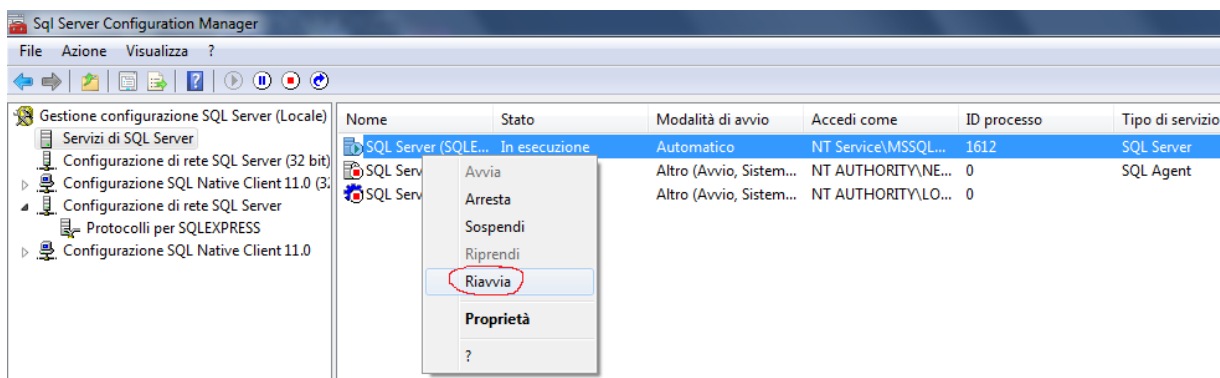 Sql Server Configuration Manager
File Azione Visualizza ?
Gestione configurazione SQL Server (Locale)
Servizi di SQL Server
Configurazione di rete SQL Server (32 bit)
Configurazione SQL Native Client 11.0 (3
Configurazione di rete SQL Server
Protocolli per SQLEXPRESS
Configurazione SQL Native Client 11.0
Nome Stato Modalità di avvio Accedi come ID processo Tipo di servizio
SQL Server (SQLE... In esecuzione Automatico NT Service\MSSQL... 1612 SQL Server
SQL Serv Altro (Avvio, Sistem... NT AUTHORITY\NE... 0 SQL Agent
SQL Serv Altro (Avvio, Sistem... NT AUTHORITY\LO... 0
Avvia
Arresta
Sospendi
Riprendi
Riavvia
Proprietà
?